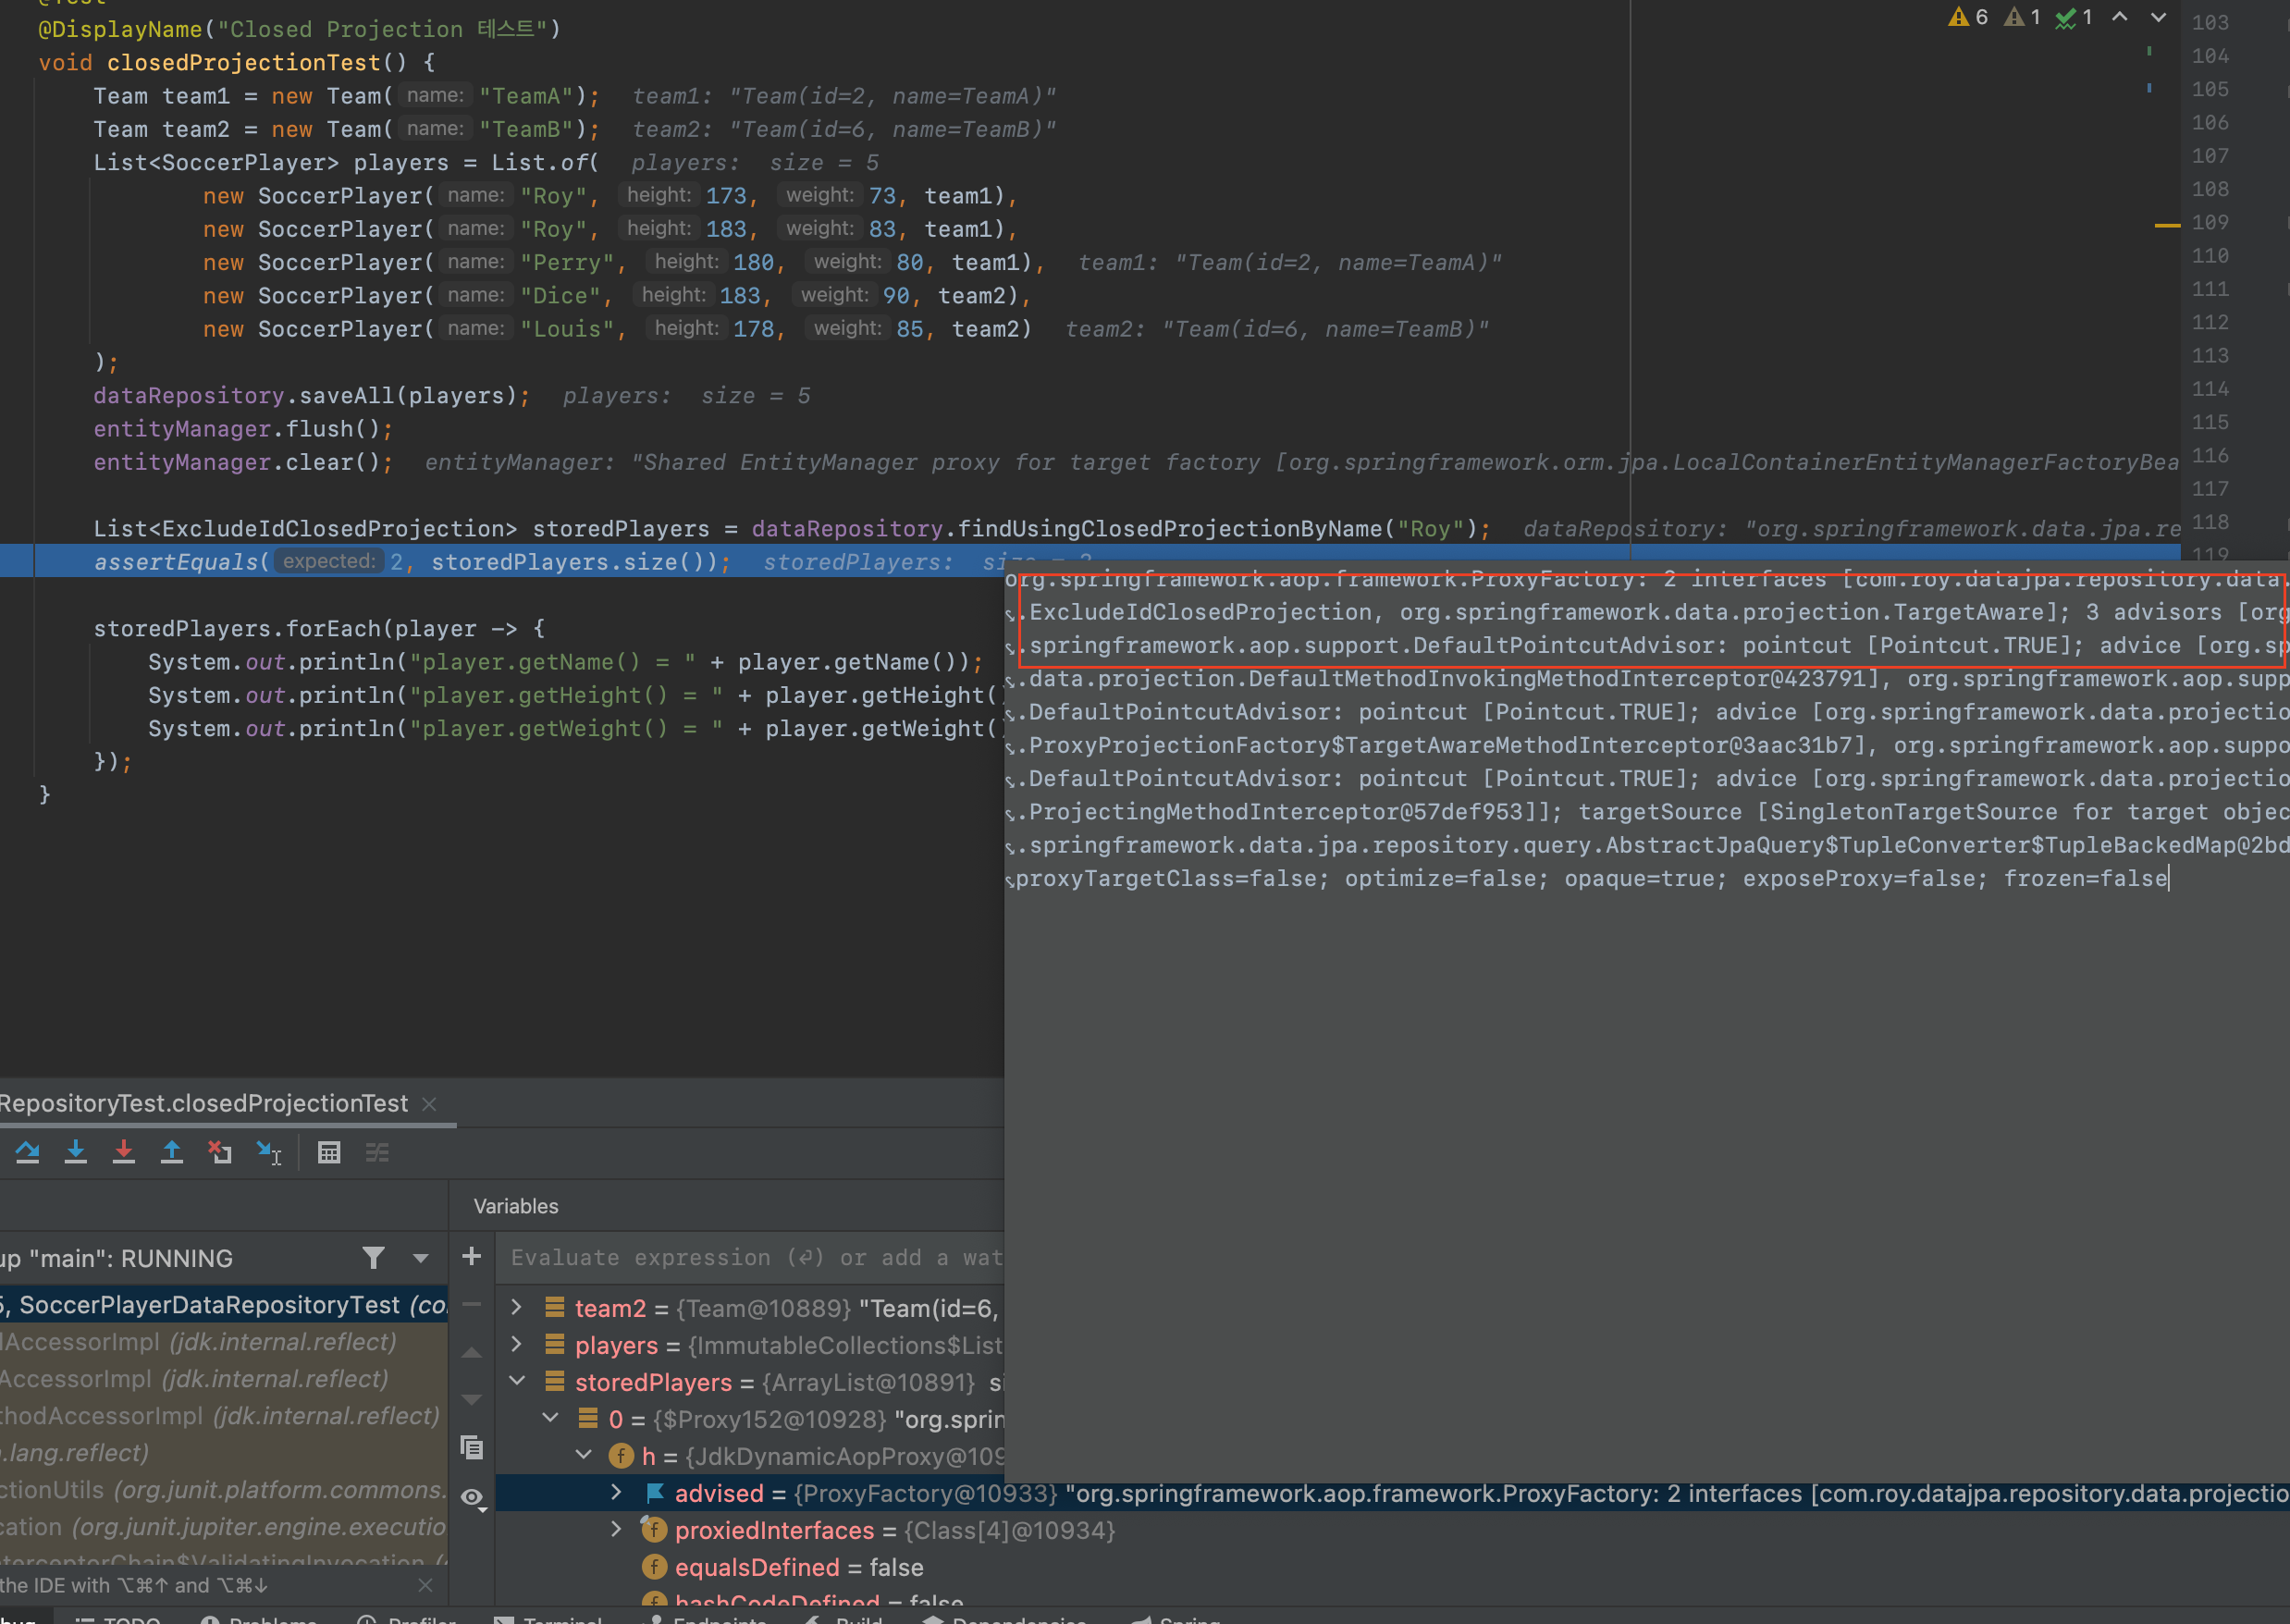 @Test
@DisplayName("Closed Projection 테스트")
void closedProjectionTest() {
Team team1 = new Team( name: "TeamA"); team1: "Team(id=2, name=TeamA)"
Team team2 = new Team( name: "TeamB"); team2: "Team(id=6, name=TeamB)"
List<SoccerPlayer> players = List.of( players: size = 5
new SoccerPlayer( name: "Roy", height: 173, weight: 73, team1),
new SoccerPlayer( name: "Roy", height: 183, weight: 83, team1),
new SoccerPlayer( name: "Perry", height: 180, weight: 80, team1), team1: "Team(id=2, name=TeamA)"
new SoccerPlayer( name: "Dice", height: 183, weight: 90, team2),
new SoccerPlayer( name: "Louis", height: 178, weight: 85, team2) team2: "Team(id=6, name=TeamB)"
);
dataRepository.saveAll(players); players: size = 5
entityManager.flush();
entityManager.clear(); entityManager: "Shared EntityManager proxy for target factory [org.springframework.orm.jpa.LocalContainerEntityManagerFactoryBea
List<ExcludeIdClosedProjection> storedPlayers = dataRepository.findUsingClosedProjectionByName("Roy"); dataRepository: "org.springframework.data.jpa.re
assertEquals( expected: 2, storedPlayers.size()); storedPlayers: size = 2
storedPlayers.forEach(player -> {
System.out.println("player.getName() = " + player.getName());
System.out.println("player.getHeight() = " + player.getHeight(
System.out.println("player.getWeight() = " + player.getWeight(
});
}
6 1 1
103
104
105
106
107
108
109
110
111
112
113
114
115
116
117
118
119
org.springframework.aop.framework.ProxyFactory: 2 interfaces [com.roy.datajpa.repository.data.
.ExcludeIdClosedProjection, org.springframework.data.projection.TargetAware]; 3 advisors [org
.springframework.aop.support.DefaultPointcutAdvisor: pointcut [Pointcut.TRUE]; advice [org.sp
.data.projection.DefaultMethodInvokingMethodInterceptor@423791], org.springframework.aop.supp
.DefaultPointcutAdvisor: pointcut [Pointcut.TRUE]; advice [org.springframework.data.projectio
.ProxyProjectionFactory$TargetAwareMethodInterceptor@3aac31b7], org.springframework.aop.suppo
.DefaultPointcutAdvisor: pointcut [Pointcut.TRUE]; advice [org.springframework.data.projectio
.ProjectingMethodInterceptor@57def953]]; targetSource [SingletonTargetSource for target objec
.springframework.data.jpa.repository.query.AbstractJpaQuery$TupleConverter$TupleBackedMap@2bd
proxyTargetClass=false; optimize=false; opaque=true; exposeProxy=false; frozen=false
RepositoryTest.closedProjectionTest
Variables
up "main": RUNNING
Evaluate expression (⏎) or add a wat
5, SoccerPlayerDataRepositoryTest (co
lAccessorImpl (jdk.internal.reflect)
AccessorImpl (jdk.internal.reflect)
thodAccessorImpl (jdk.internal.reflect)
.lang.reflect)
ctionUtils (org.junit.platform.commons.
cation (org.junit.jupiter.engine.executio
terceptorChain$ValidatingInvocation (
the IDE with ⌥⌘↑ and ⌥⌘↓
team2 = {Team@10889} "Team(id=6,
players = {ImmutableCollections$List
storedPlayers = {ArrayList@10891} si
0 = {$Proxy152@10928} "org.sprin
h = {JdkDynamicAopProxy@109
advised = {ProxyFactory@10933} "org.springframework.aop.framework.ProxyFactory: 2 interfaces [com.roy.datajpa.repository.data.projectio
proxiedInterfaces = {Class[4]@10934}
equalsDefined = false
hashCodeDefined = false
bug TODO Problems Profiler Terminal Endpoints Build Dependencies Spring